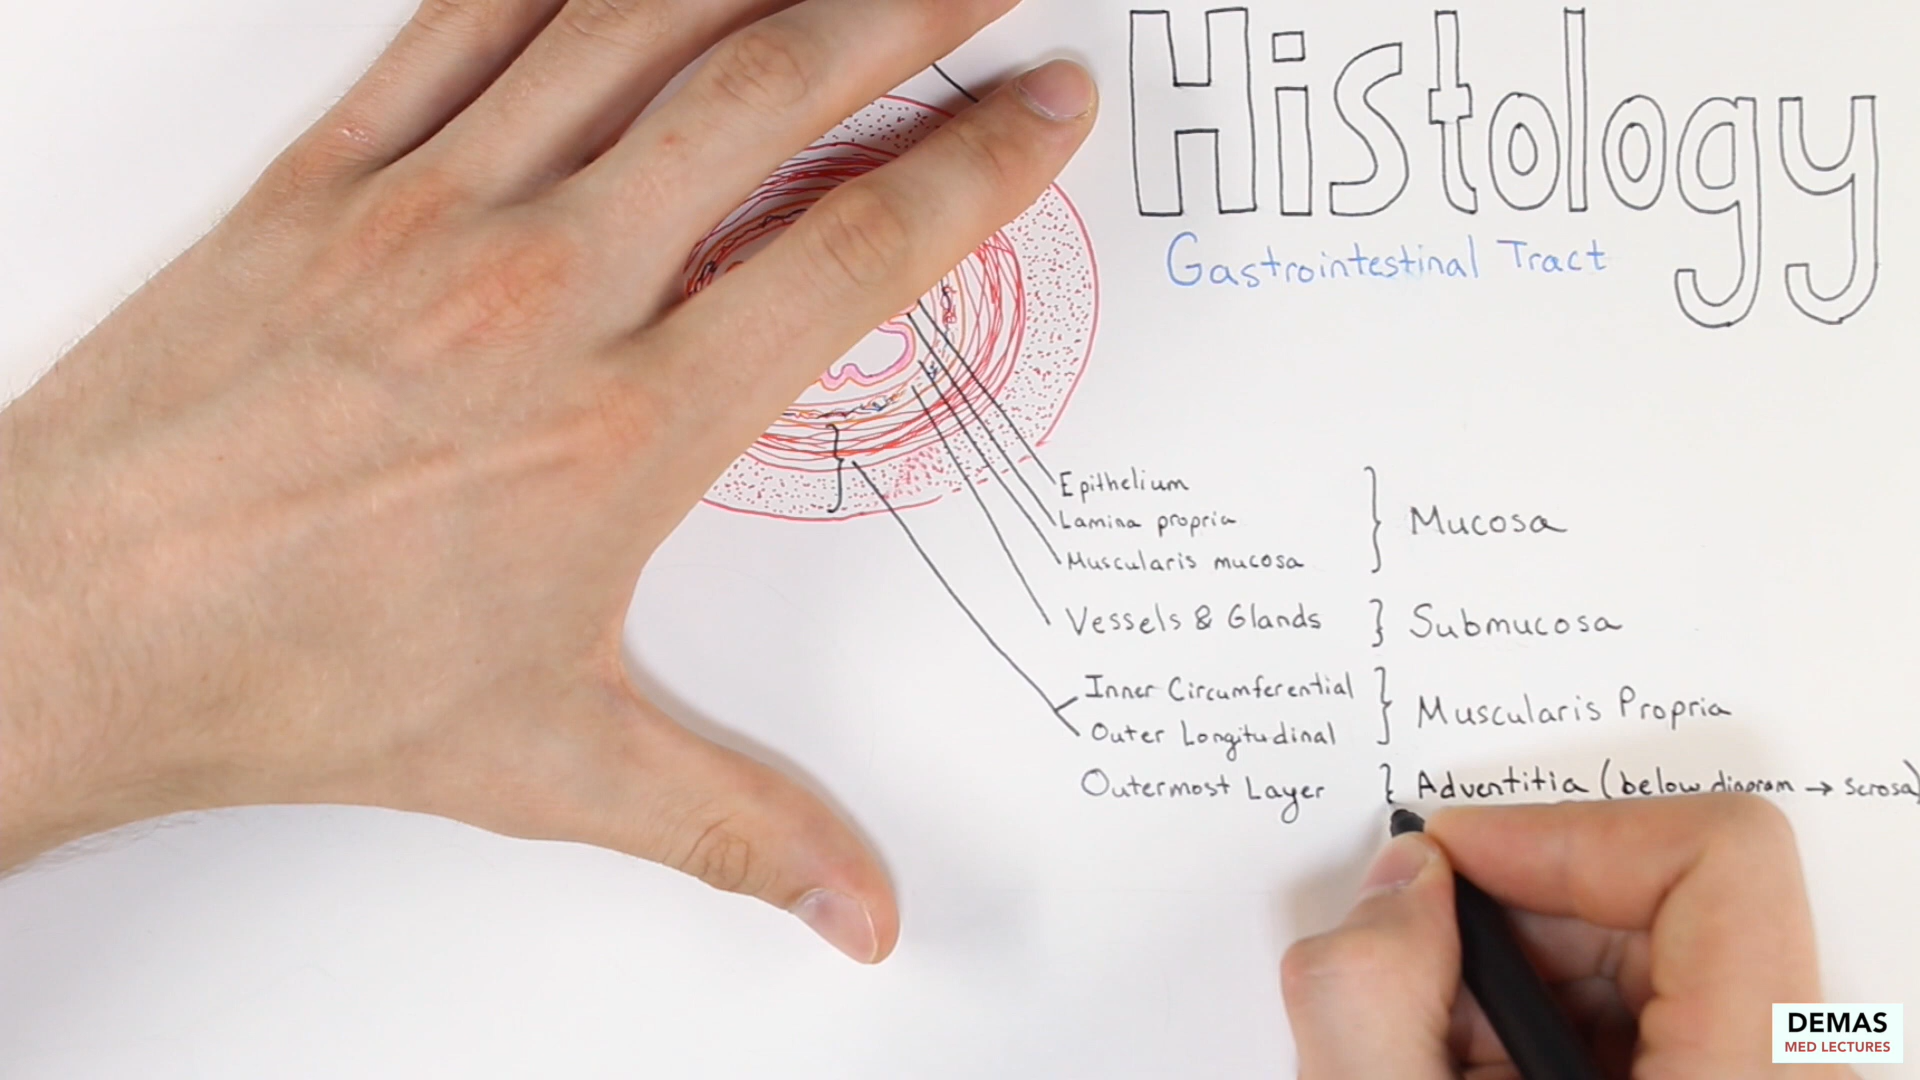 Histology
Gastrointestinal Tract
Epithelium
Lamina propria
Muscularis mucosa
} Mucosa
Vessels & Glands } Submucosa
Inner Circumferential
Outer Longitudinal
} Muscularis Propria
Outermost Layer } Adventitia (below diagram → Serosa)
DEMAS
MED LECTURES